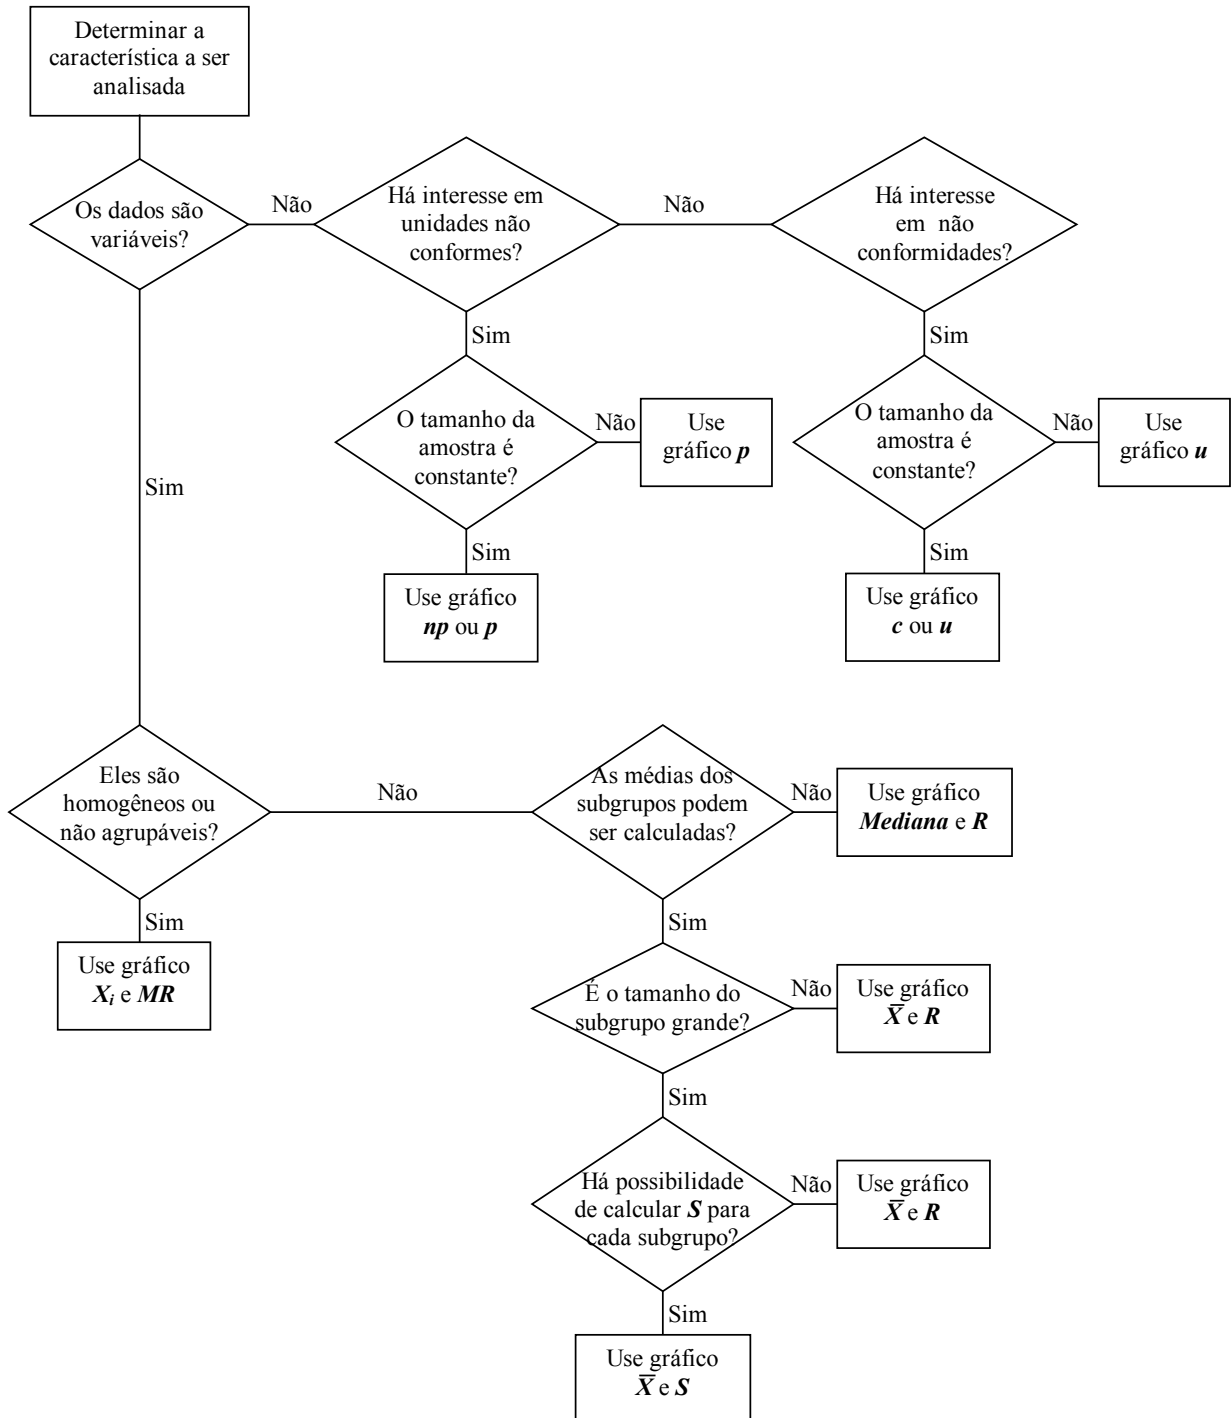 Determinar a
característica a ser
analisada
Os dados são
variáveis?
Não
Há interesse em
unidades não
conformes?
Não
Há interesse
em não
conformidades?
Sim
Sim
O tamanho da
amostra é
constante?
Não
Use
gráfico p
O tamanho da
amostra é
constante?
Não
Use
gráfico u
Sim
Sim
Sim
Use gráfico
np ou p
Use gráfico
c ou u
Eles são
homogêneos ou
não agrupáveis?
Não
As médias dos
subgrupos podem
ser calculadas?
Não
Use gráfico
Mediana e R
Sim
Sim
Use gráfico
Xi e MR
É o tamanho do
subgrupo grande?
Não
Use gráfico
X̅ e R
Sim
Há possibilidade
de calcular S para
cada subgrupo?
Não
Use gráfico
X̅ e R
Sim
Use gráfico
X̅ e S